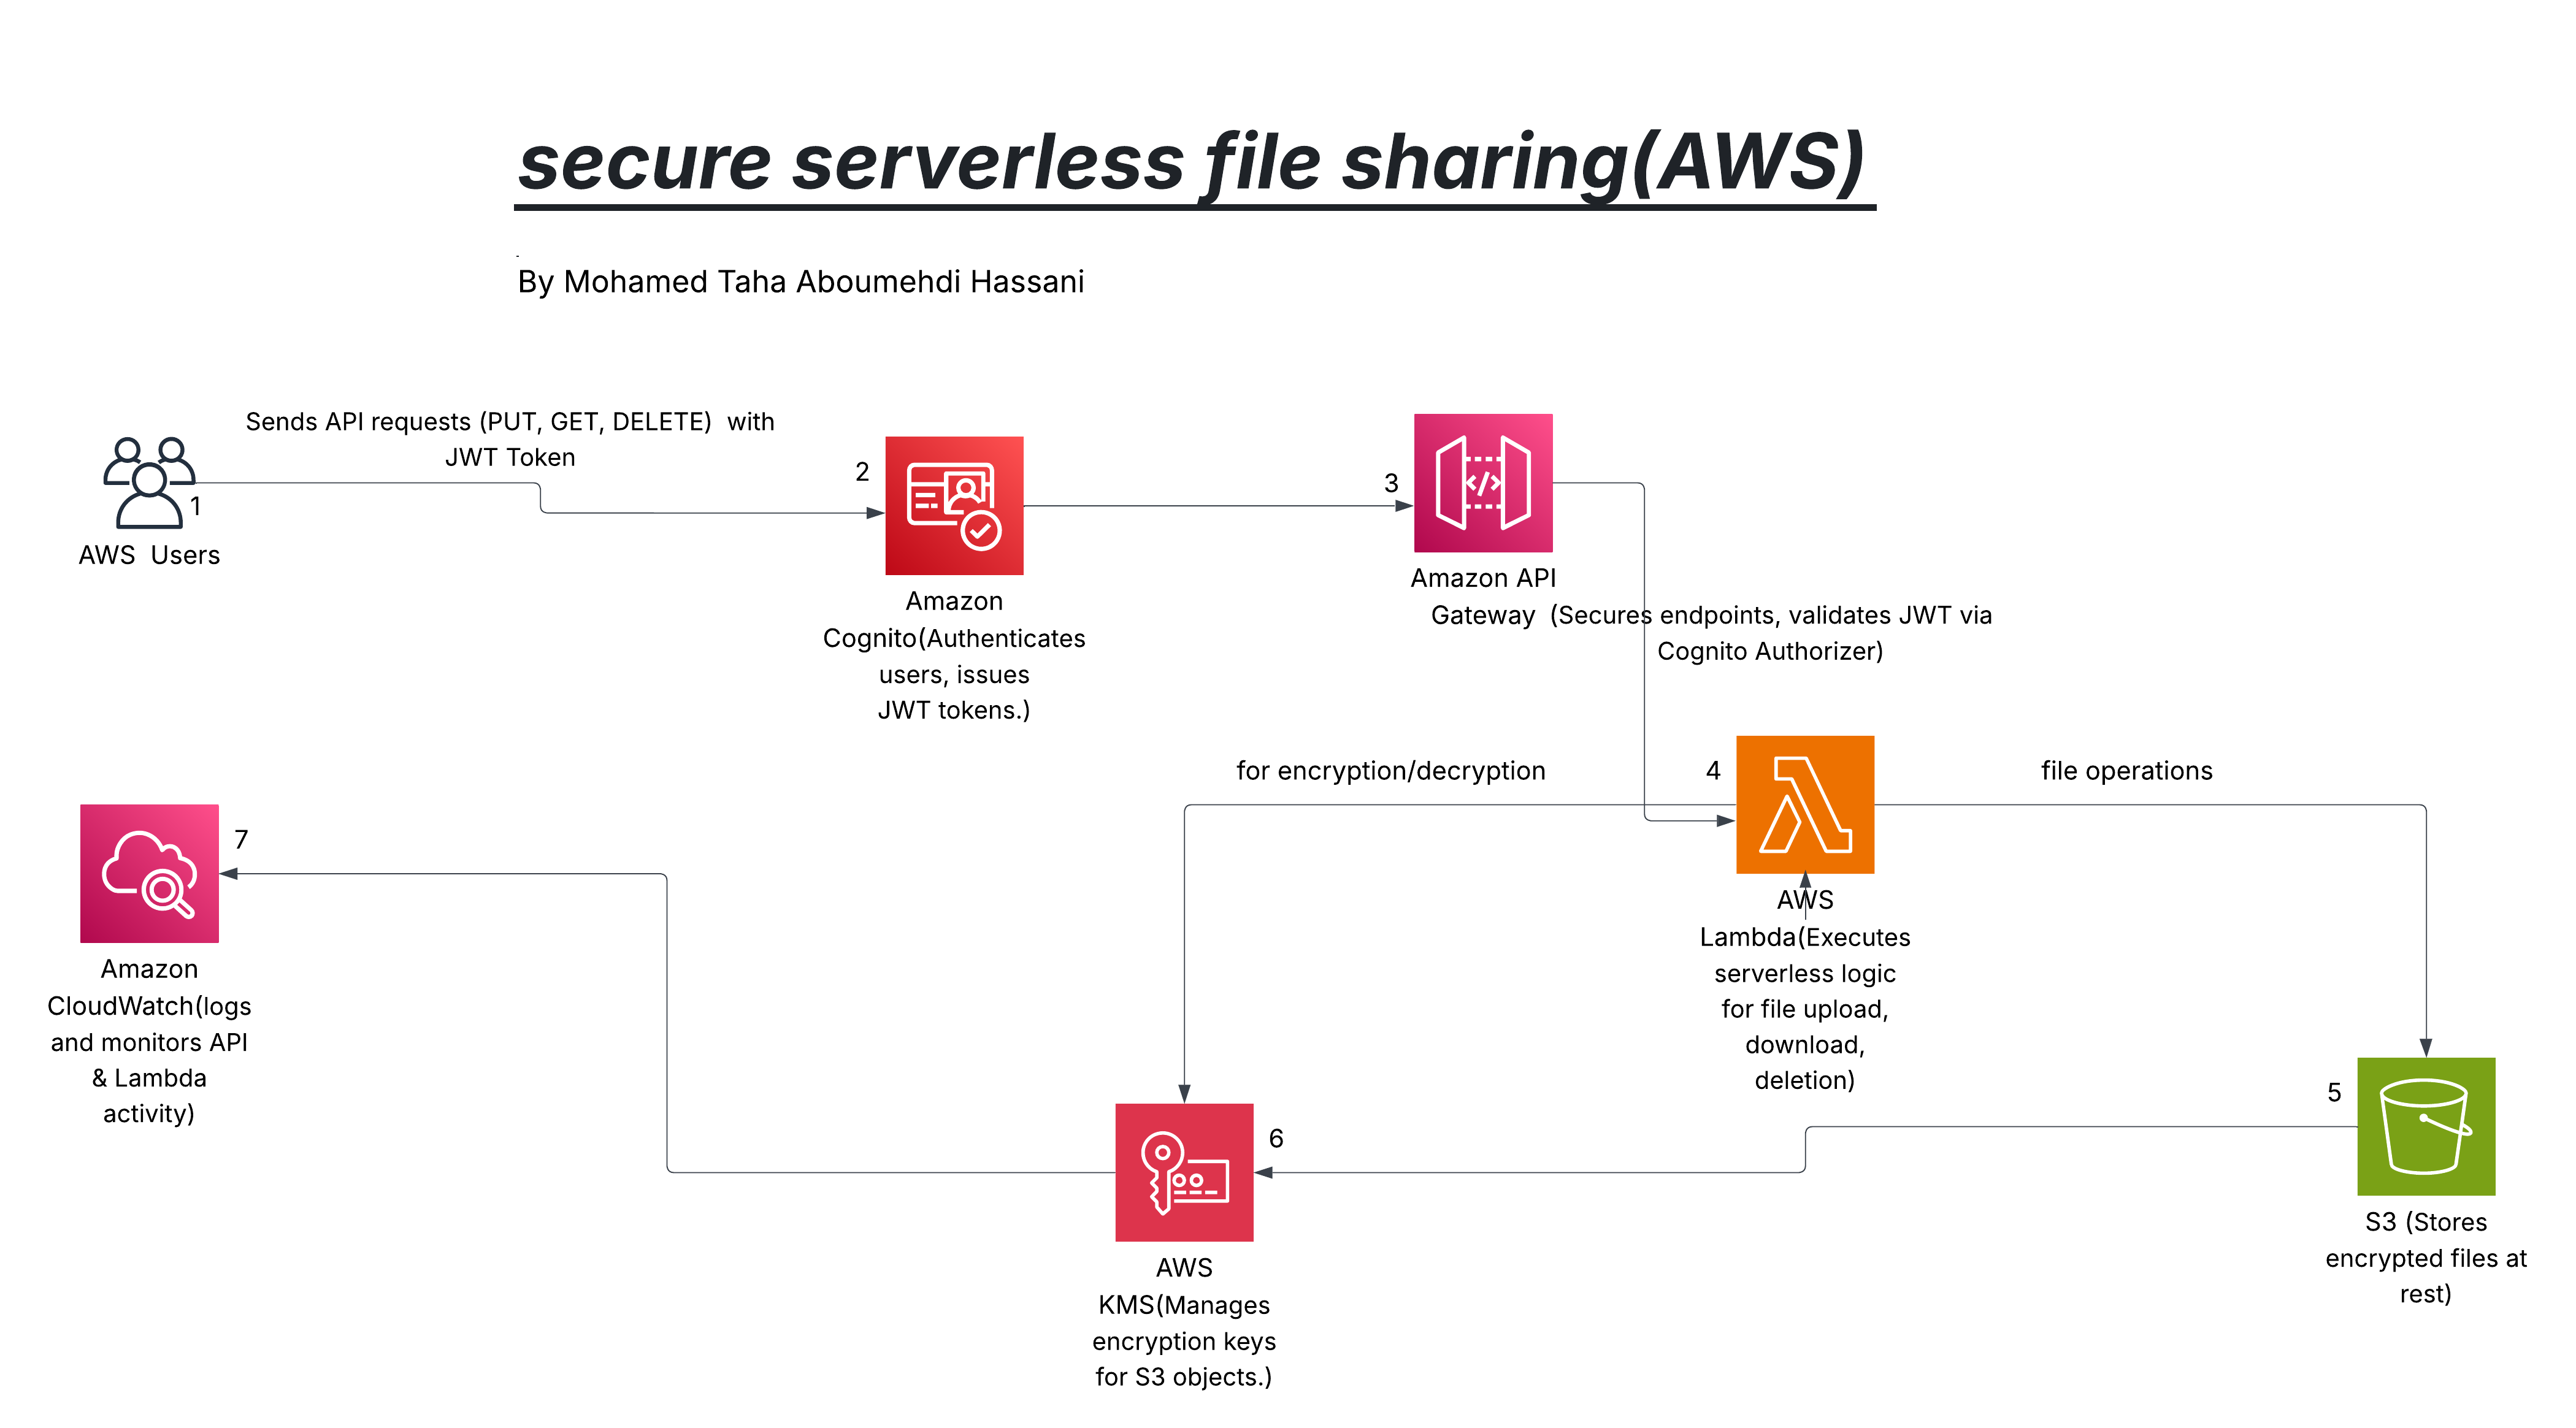 secure serverless file sharing(AWS)
By Mohamed Taha Aboumehdi Hassani
Sends API requests (PUT, GET, DELETE)  with
JWT Token
1
AWS  Users
2
Amazon
Cognito(Authenticates
users, issues
JWT tokens.)
3
Amazon API
Gateway  (Secures endpoints, validates JWT via
Cognito Authorizer)
for encryption/decryption
4
file operations
AWS
Lambda(Executes
serverless logic
for file upload,
download,
deletion)
7
Amazon
CloudWatch(logs
and monitors API
& Lambda
activity)
5
S3 (Stores
encrypted files at
rest)
6
AWS
KMS(Manages
encryption keys
for S3 objects.)